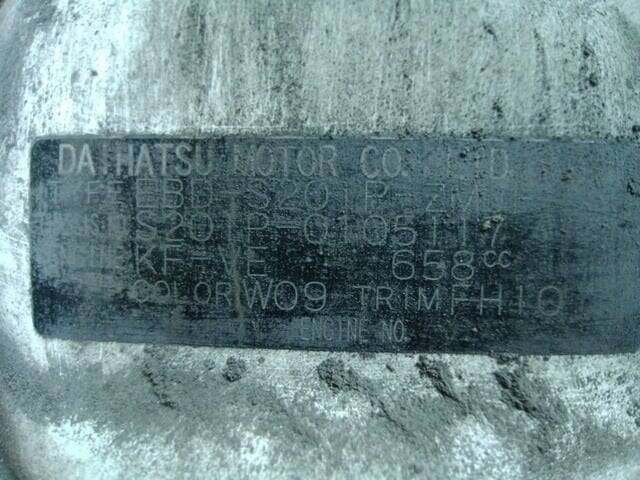 DAIHATSU MOTOR CO. LTD.
EBD-S201P-ZM
S201P-0105117
KF-VE 658cc
COLOR W09 TRIM FH10
ENGINE NO.